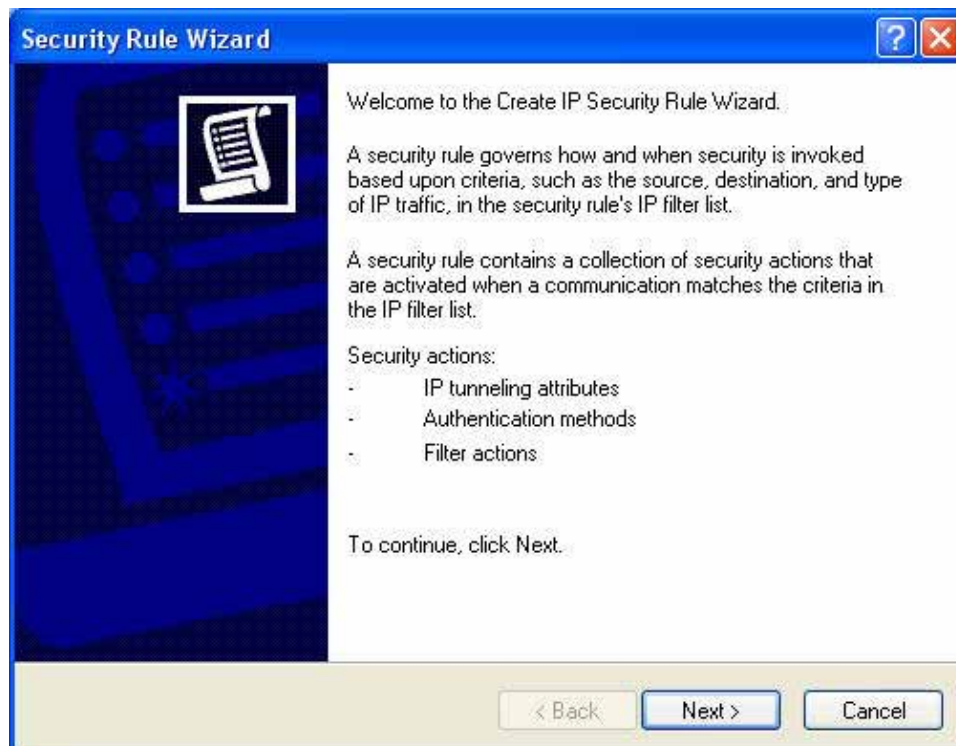 Security Rule Wizard
?
Welcome to the Create IP Security Rule Wizard.
A security rule governs how and when security is invoked
based upon criteria, such as the source, destination, and type
of IP traffic, in the security rule's IP filter list.
A security rule contains a collection of security actions that
are activated when a communication matches the criteria in
the IP filter list.
Security actions:
- IP tunneling attributes
- Authentication methods
- Filter actions
To continue, click Next.
< Back Next > Cancel